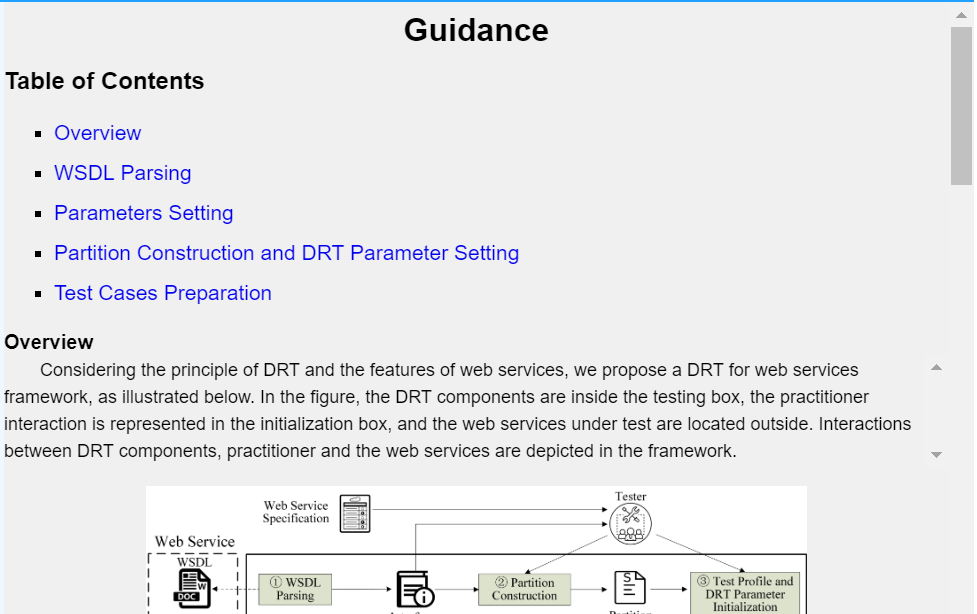 Guidance
Table of Contents
Overview
WSDL Parsing
Parameters Setting
Partition Construction and DRT Parameter Setting
Test Cases Preparation
Overview
Considering the principle of DRT and the features of web services, we propose a DRT for web services
framework, as illustrated below. In the figure, the DRT components are inside the testing box, the practitioner
interaction is represented in the initialization box, and the web services under test are located outside. Interactions
between DRT components, practitioner and the web services are depicted in the framework.
Tester
Web Service
Specification
Web Service
WSDL
W
DOC
① WSDL
Parsing
② Partition
Construction
S
③ Test Profile and
DRT Parameter
Initialization